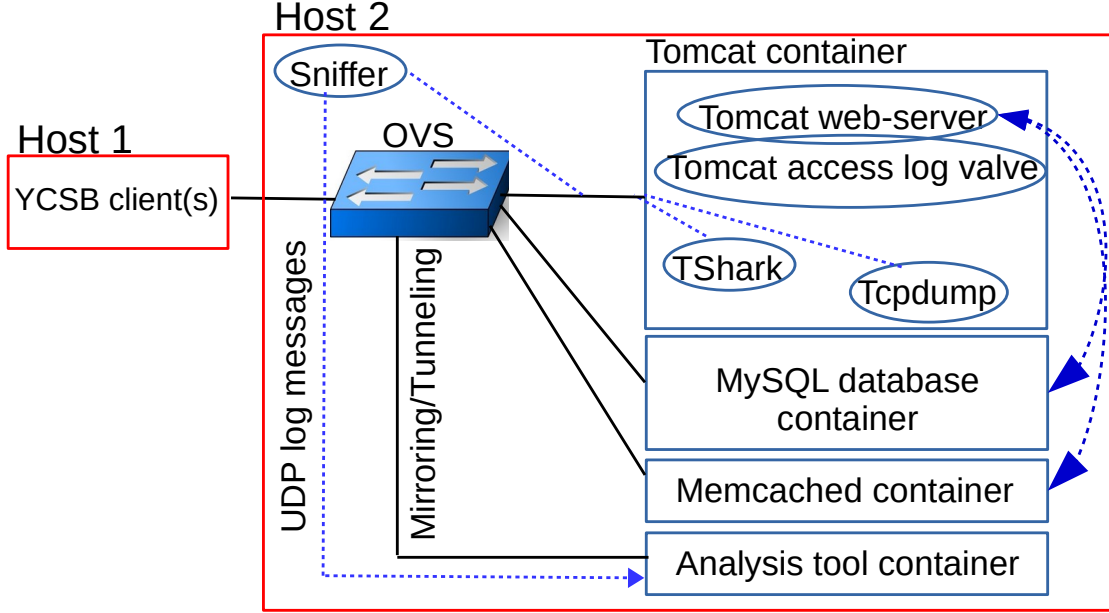 Host 2
Tomcat container
Sniffer
Tomcat web-server
Host 1
OVS
Tomcat access log valve
YCSB client(s)
TShark
Tcpdump
UDP log messages
Mirroring/Tunneling
MySQL database
container
Memcached container
Analysis tool container